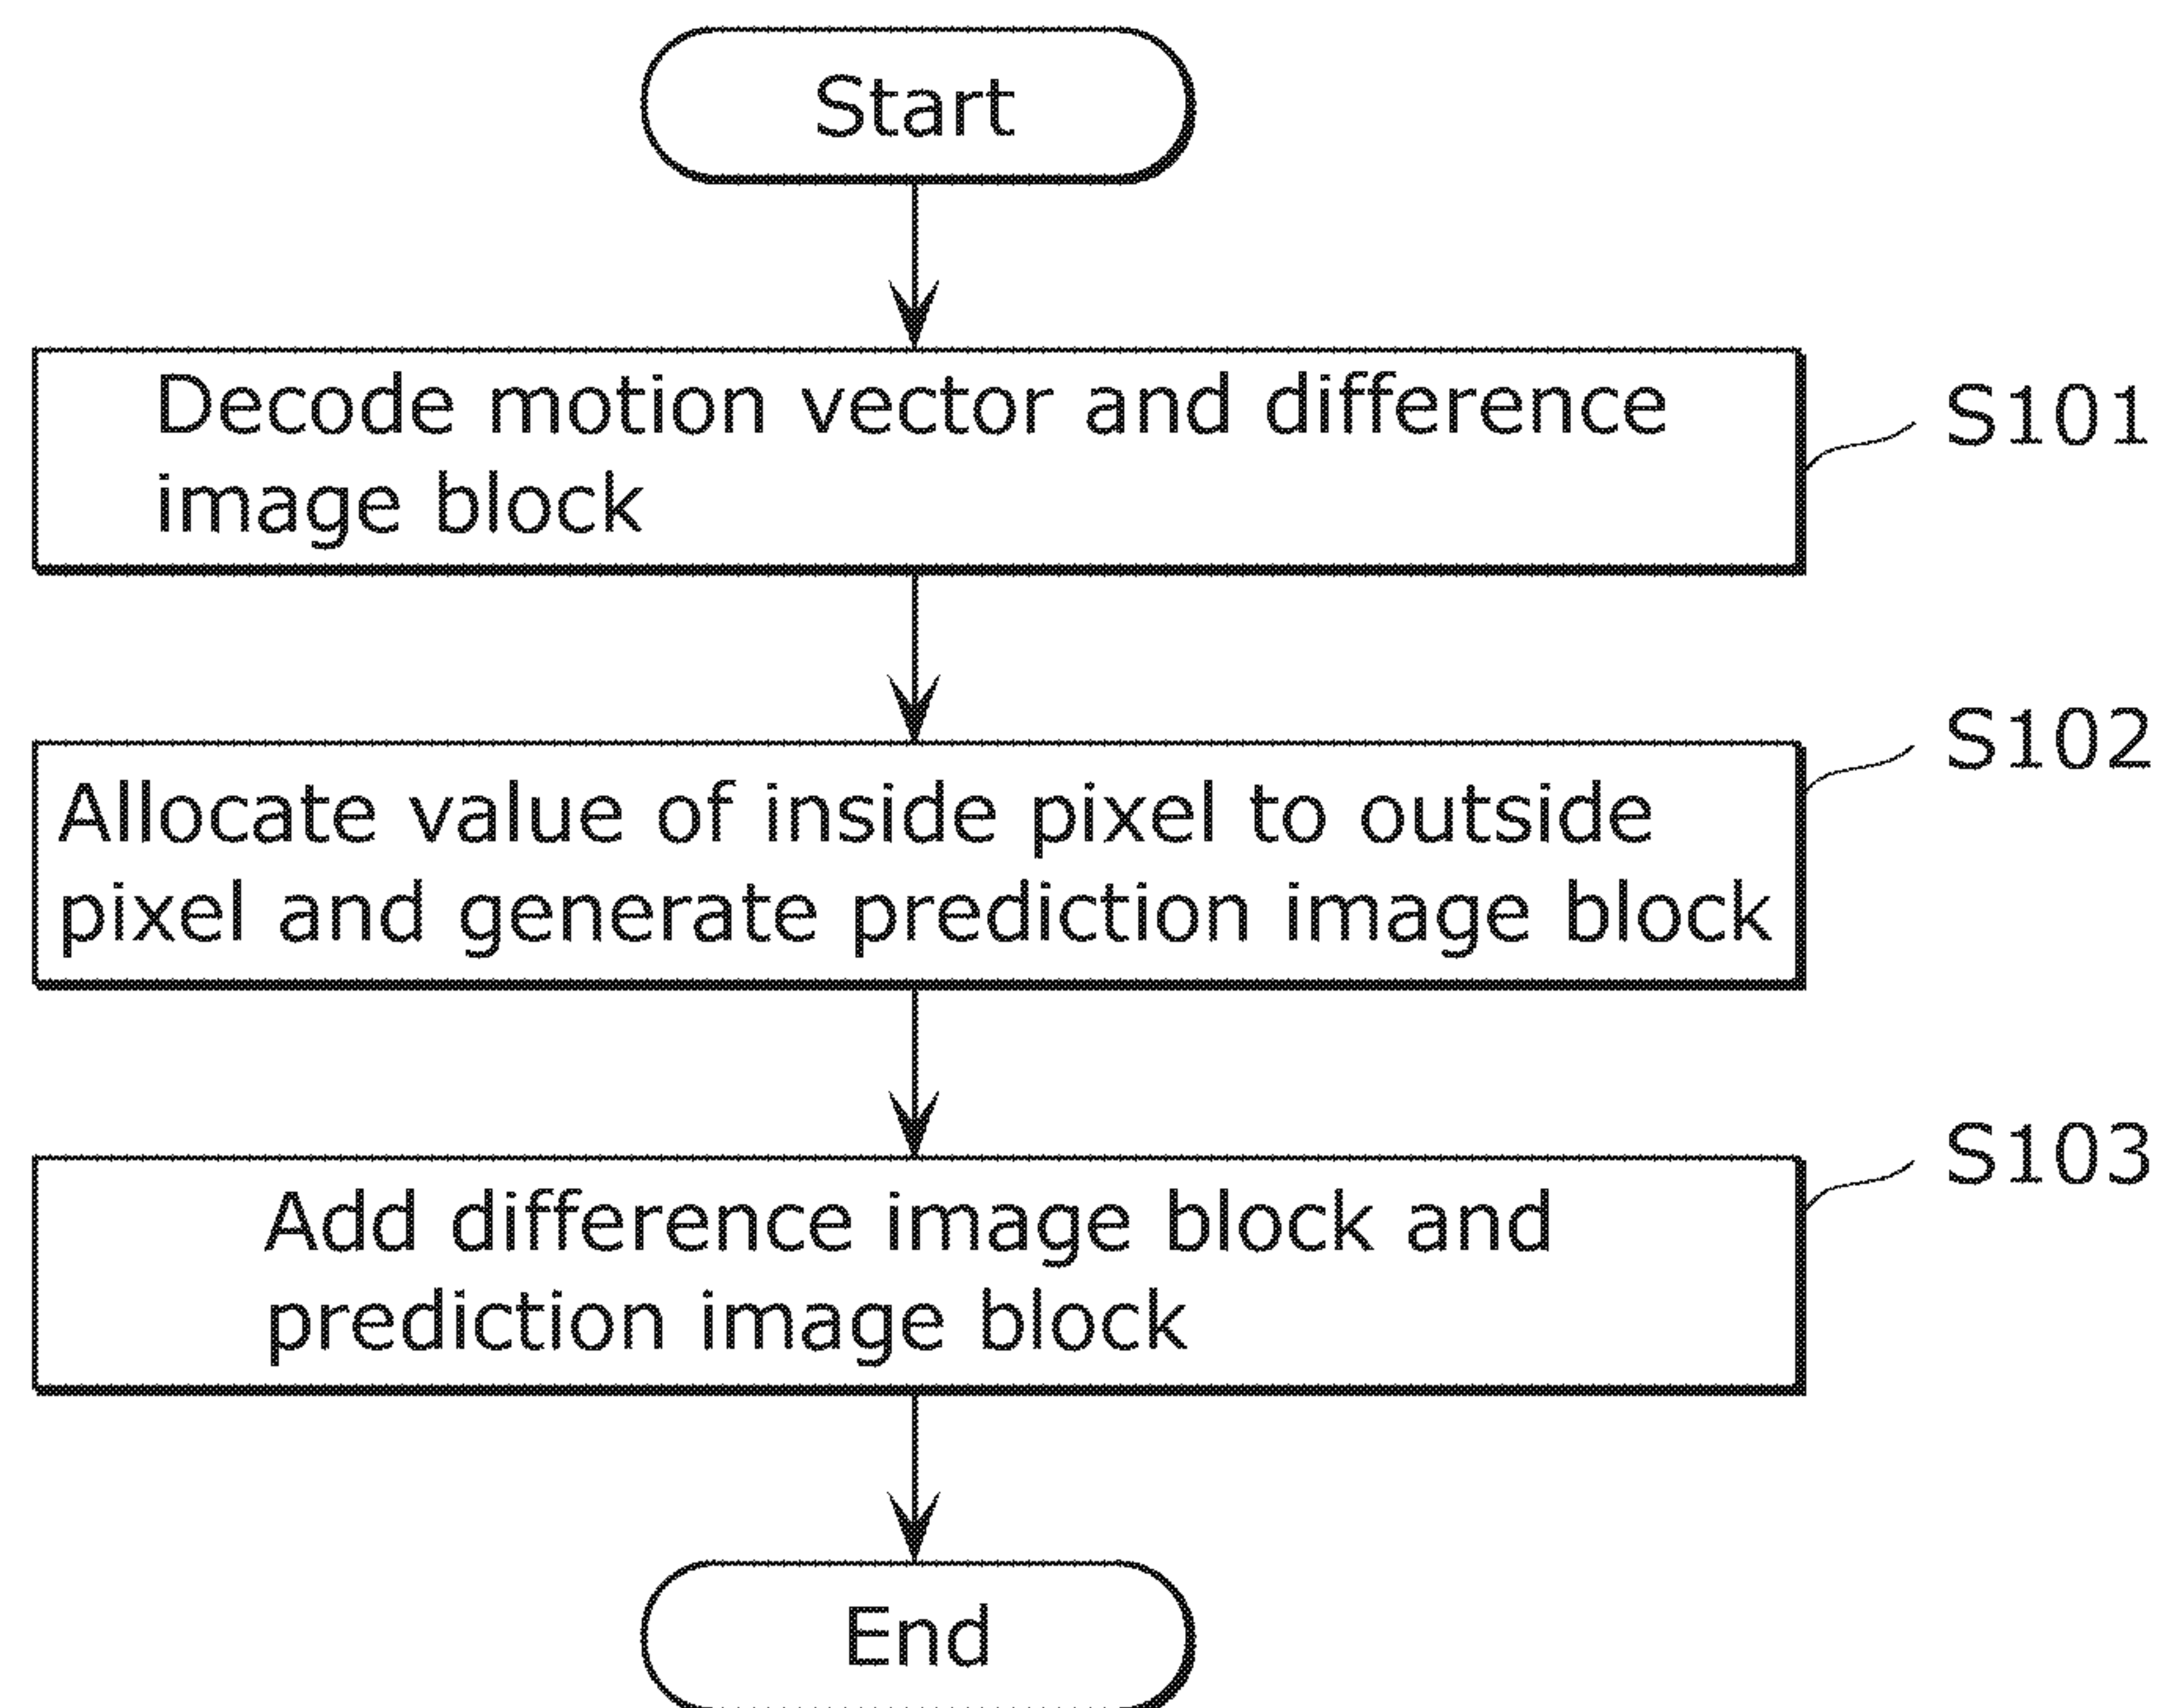 Start
Decode motion vector and difference
image block
S101
S102
Allocate value of inside pixel to outside
pixel and generate prediction image block
S103
Add difference image block and
prediction image block
End